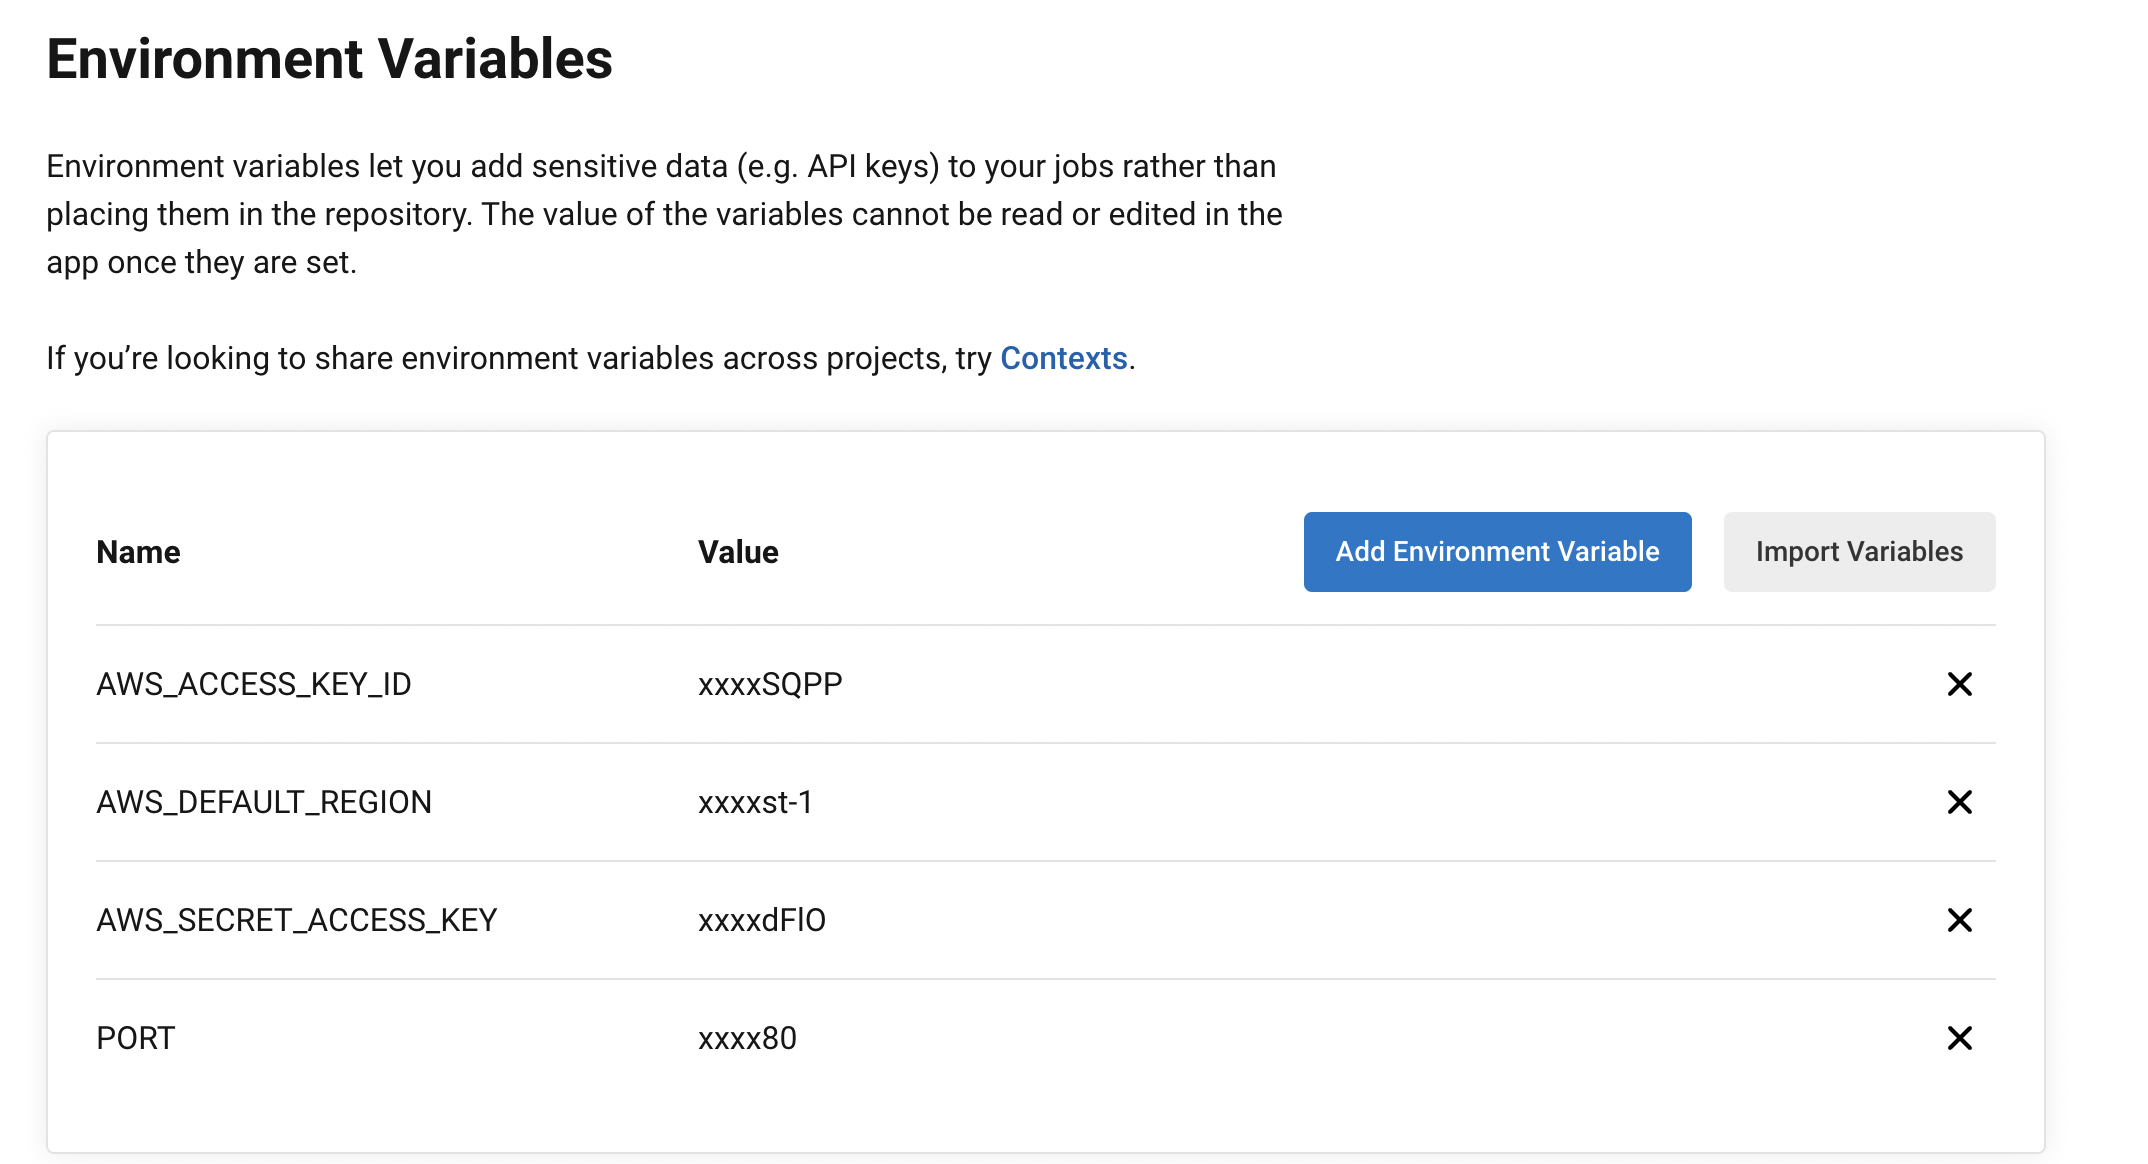 Environment Variables
Environment variables let you add sensitive data (e.g. API keys) to your jobs rather than
placing them in the repository. The value of the variables cannot be read or edited in the
app once they are set.
If you’re looking to share environment variables across projects, try Contexts.
Name Value Add Environment Variable Import Variables
AWS_ACCESS_KEY_ID xxxxSQPP
AWS_DEFAULT_REGION xxxxst-1
AWS_SECRET_ACCESS_KEY xxxxdFlO
PORT xxxx80